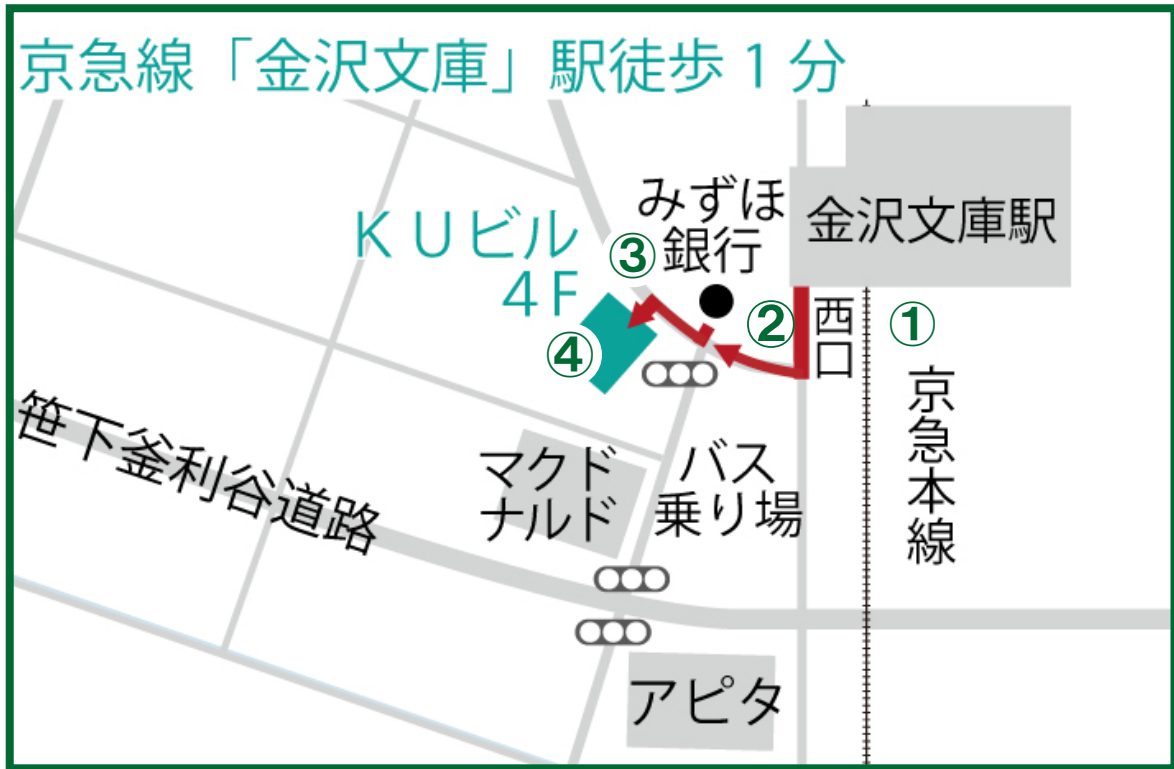 京急線「金沢文庫」駅徒歩1分
みずほ
銀行
金沢文庫駅
KUビル
4F
③
②
西口
①
④
京急本線
笹下釜利谷道路
マクド
ナルド
バス
乗り場
アピタ